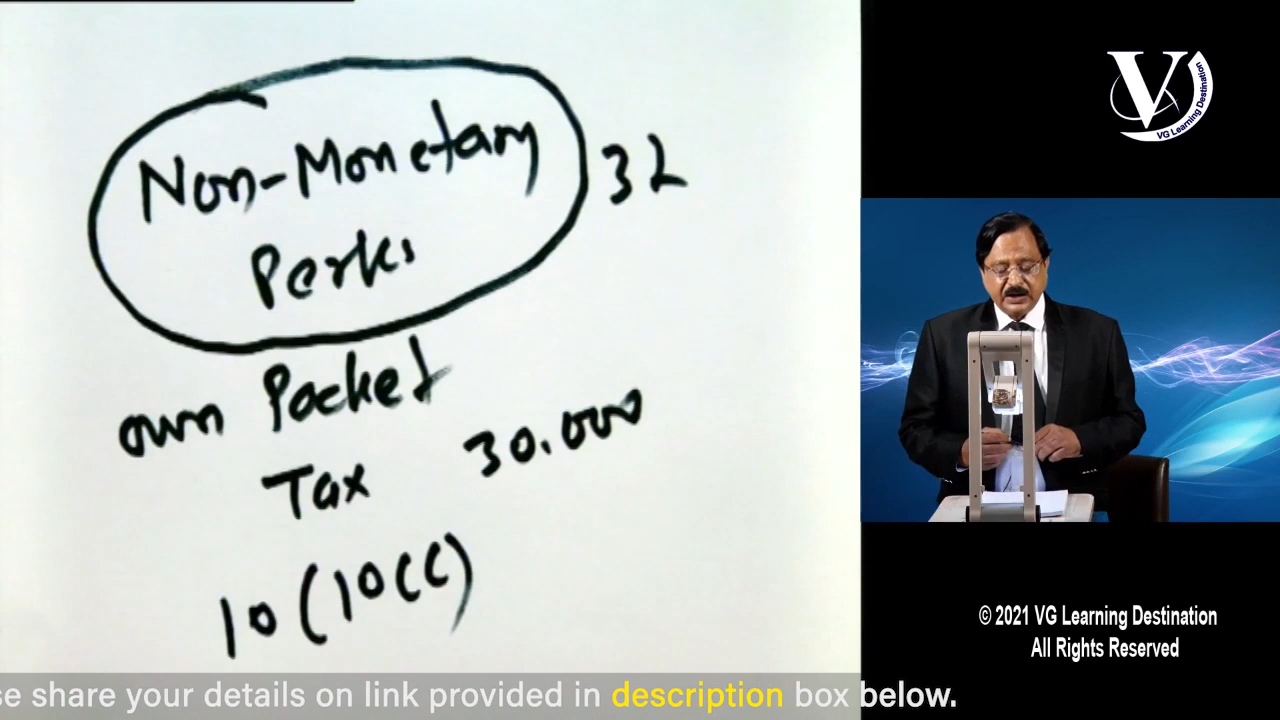 Non-Monetary 3L
Perks
own Pocket
Tax 30.000
10(10CC)
V
VG Learning Destination
© 2021 VG Learning Destination
All Rights Reserved
se share your details on link provided in description box below.